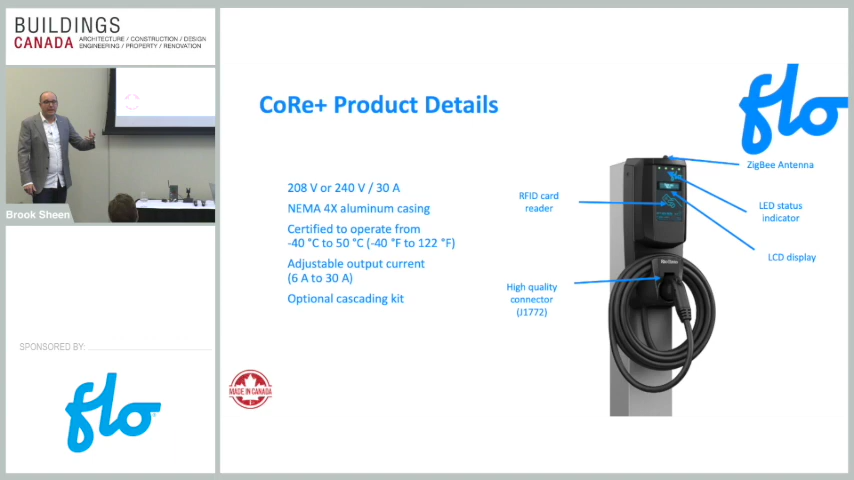 BUILDINGS
CANADA
ARCHITECTURE / CONSTRUCTION / DESIGN
ENGINEERING / PROPERTY / RENOVATION
Brook Sheen
SPONSORED BY:
flo
CoRe+ Product Details
flo
208 V or 240 V / 30 A
NEMA 4X aluminum casing
Certified to operate from
-40 °C to 50 °C (-40 °F to 122 °F)
Adjustable output current
(6 A to 30 A)
Optional cascading kit
MADE IN CANADA
RFID card
reader
High quality
connector
(J1772)
ZigBee Antenna
LED status
indicator
LCD display